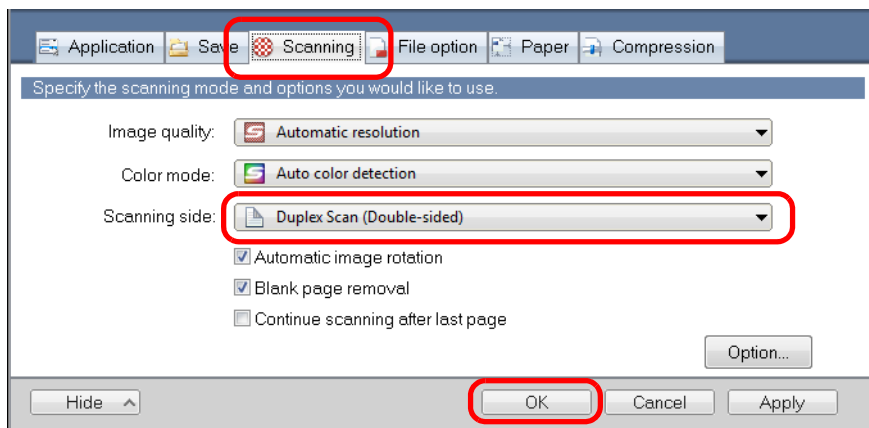 Application Save Scanning File option Paper Compression
Specify the scanning mode and options you would like to use.
Image quality: Automatic resolution
Color mode: Auto color detection
Scanning side: Duplex Scan (Double-sided)
Automatic image rotation
Blank page removal
Continue scanning after last page
Option...
Hide OK Cancel Apply